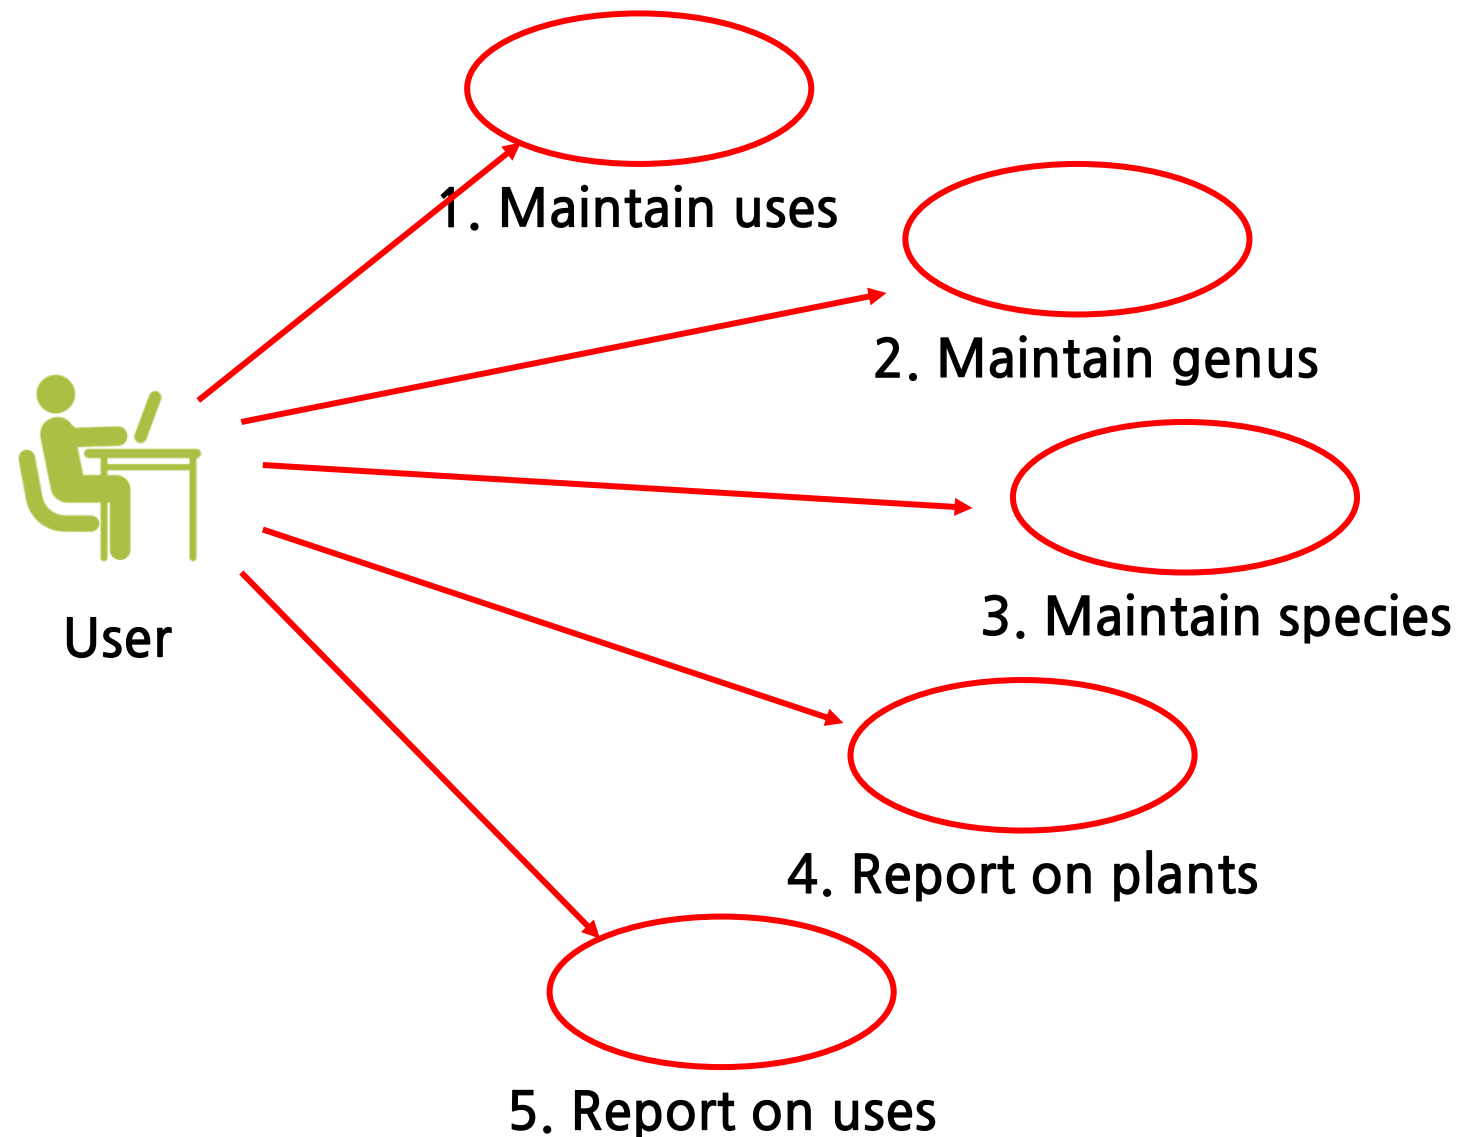 1. Maintain uses
2. Maintain genus
3. Maintain species
User
4. Report on plants
5. Report on uses